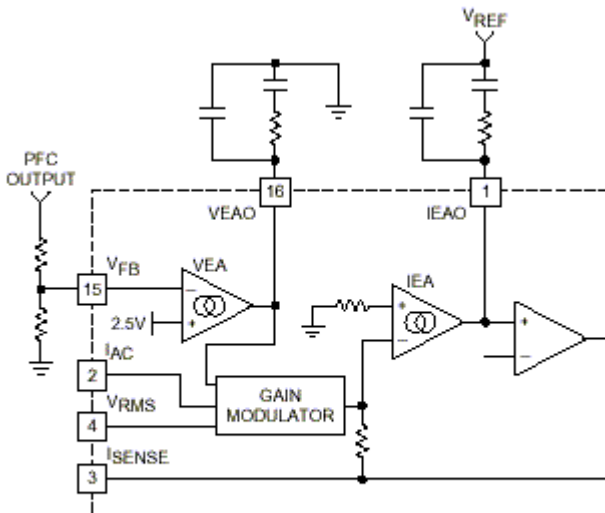 VREF
PFC
OUTPUT
16
1
VEAO
IEAO
VFB
VEA
IEA
15
−
+
2.5V
+
−
+
−
IAC
2
VRMS
GAIN
MODULATOR
4
ISENSE
3